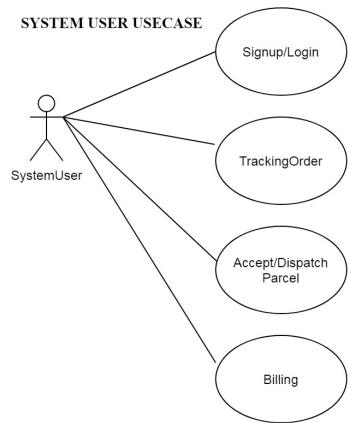 SYSTEM USER USECASE
Signup/Login
SystemUser
TrackingOrder
Accept/Dispatch
Parcel
Billing